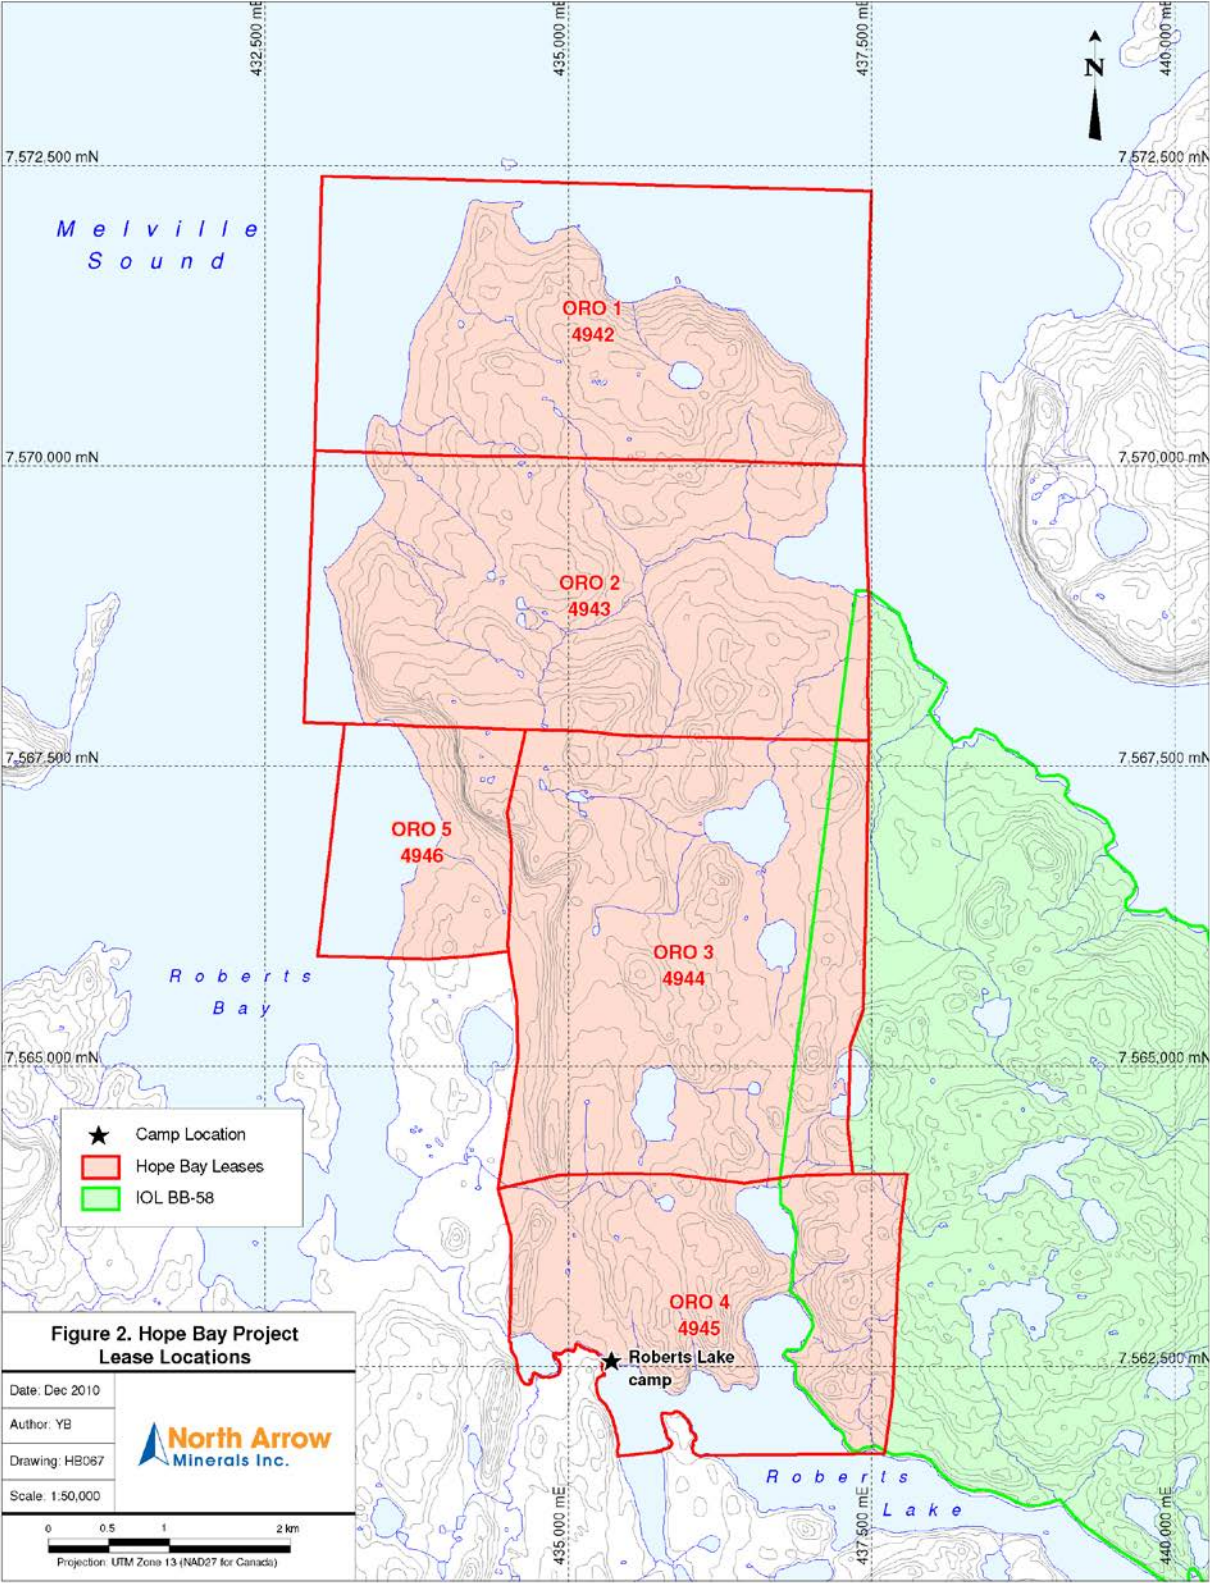 432,500 mE
435,000 mE
437,500 mE
440,000 mE
N
7,572,500 mN
7,572,500 mN
Melville
Sound
ORO 1
4942
7,570,000 mN
7,570,000 mN
ORO 2
4943
7,567,500 mN
7,567,500 mN
ORO 5
4946
ORO 3
4944
Roberts
Bay
7,565,000 mN
7,565,000 mN
Camp Location
Hope Bay Leases
IOL BB-58
ORO 4
4945
Roberts Lake
camp
7,562,500 mN
Figure 2. Hope Bay Project
Lease Locations
Date: Dec 2010
Author: YB
Drawing: HB067
Scale: 1:50,000
North Arrow
Minerals Inc.
0 0.5 1 2 km
Projection: UTM Zone 13 (NAD27 for Canada)
Roberts
Lake
435,000 mE
437,500 mE
440,000 mE